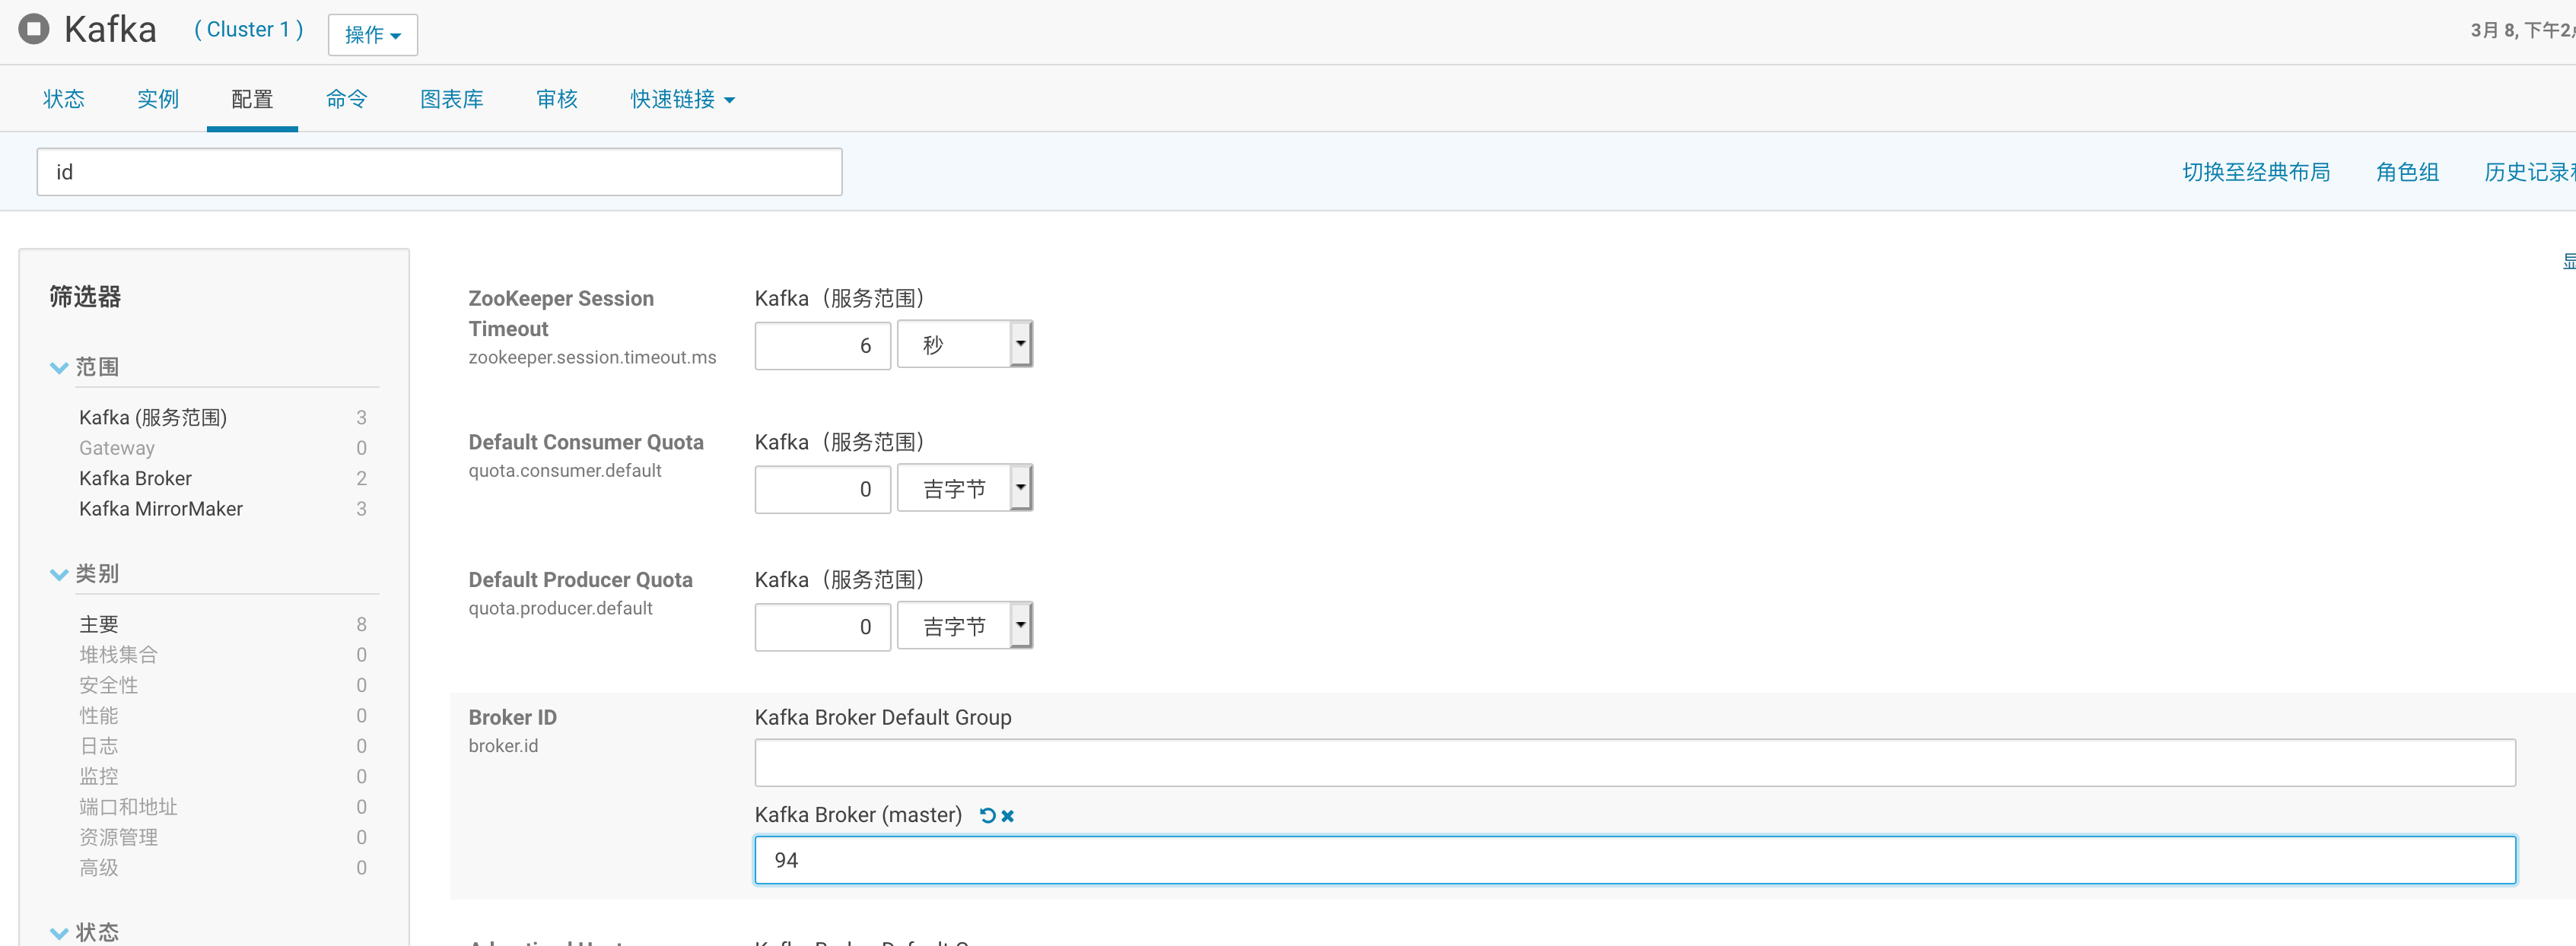 Kafka ( Cluster 1 ) 操作
3月 8, 下午2
状态 实例 配置 命令 图表库 审核 快速链接
id
切换至经典布局 角色组 历史记录
筛选器
范围
Kafka (服务范围) 3
Gateway 0
Kafka Broker 2
Kafka MirrorMaker 3
类别
主要 8
堆栈集合 0
安全性 0
性能 0
日志 0
监控 0
端口和地址 0
资源管理 0
高级 0
状态
ZooKeeper Session
Timeout
zookeeper.session.timeout.ms
Kafka（服务范围）
6 秒
Default Consumer Quota
quota.consumer.default
Kafka（服务范围）
0 吉字节
Default Producer Quota
quota.producer.default
Kafka（服务范围）
0 吉字节
Broker ID
broker.id
Kafka Broker Default Group
Kafka Broker (master)
94